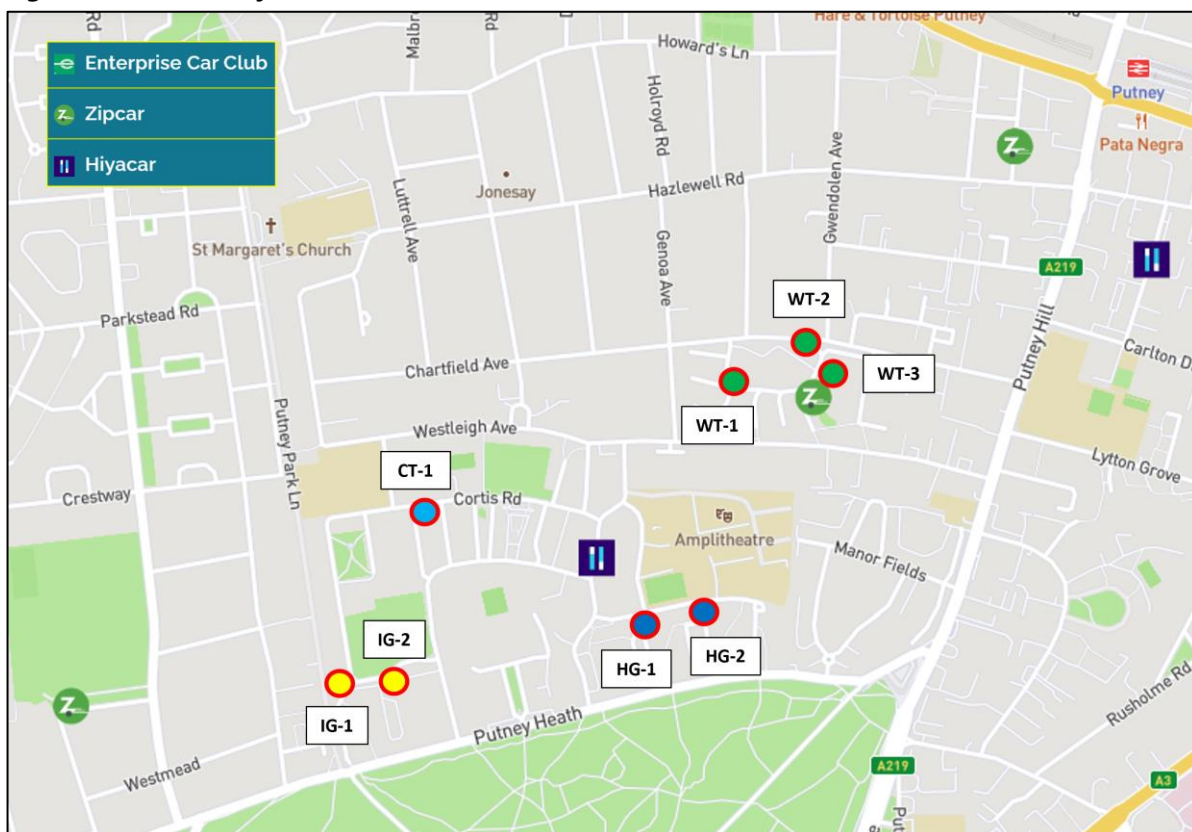 Enterprise Car Club
Zipcar
Hiyacar
Hare & Tortoise Putney
Howard's Ln
Holroyd Rd
Putney
Pata Negra
Gwendolen Ave
Hazlewell Rd
Jonesay
Luttrell Ave
St Margaret's Church
Genoa Ave
A219
Parkstead Rd
WT-2
Putney Hill
Carlton D
Chartfield Ave
WT-3
WT-1
Putney Park Ln
Westleigh Ave
CT-1
Lytton Grove
Crestway
Cortis Rd
Amplitheatre
Manor Fields
IG-2
HG-1
HG-2
IG-1
Putney Heath
Rusholme Rd
Westmead
A219
A3